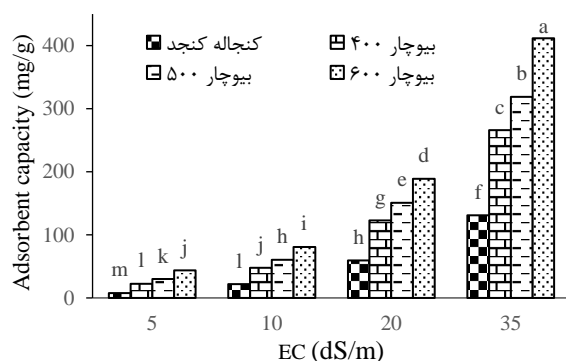 کنجاله کنجد بیوچار ۴۰۰
بیوچار ۵۰۰ بیوچار ۶۰۰
Adsorbent capacity (mg/g)
400
300
200
100
0
m l k j
l j h i
h g e d
f c b a
5 10 20 35
EC (dS/m)